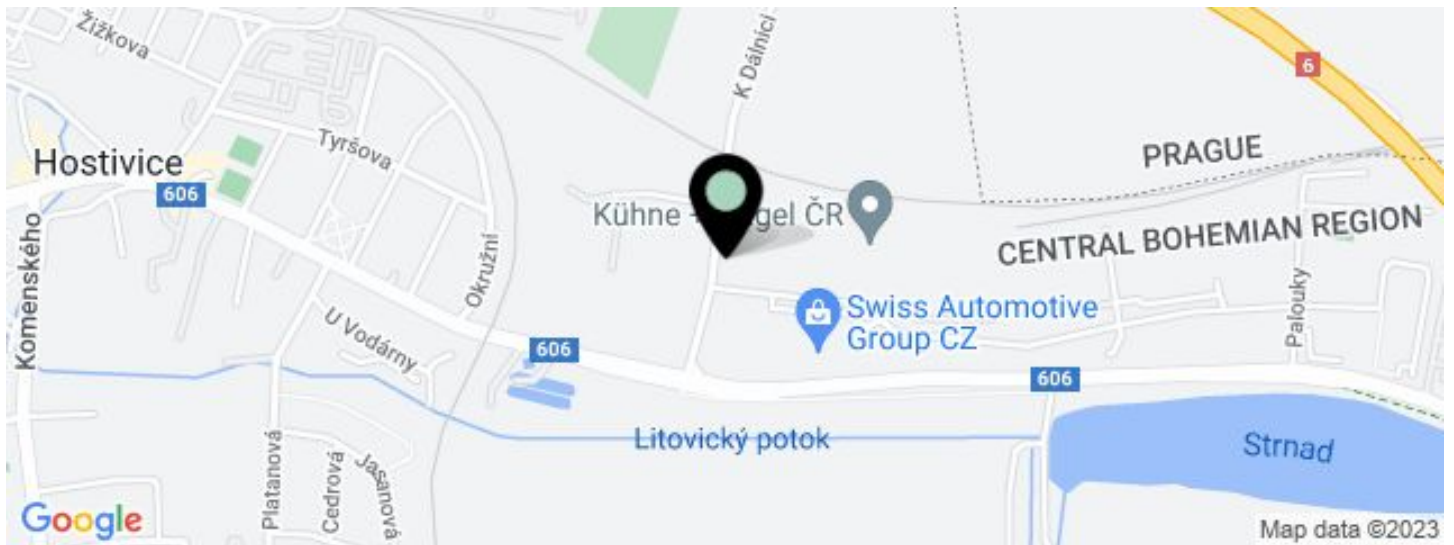 Žižkova
K Dálnici
6
Tyršova
PRAGUE
Hostivice
606
Kühne + gel ČR
CENTRAL BOHEMIAN REGION
Komenského
Okružní
Palouky
Swiss Automotive
Group CZ
U Vodárny
606
606
Litovický potok
Strnad
Platanová
Cedrová
Jasanová
Google
Map data ©2023